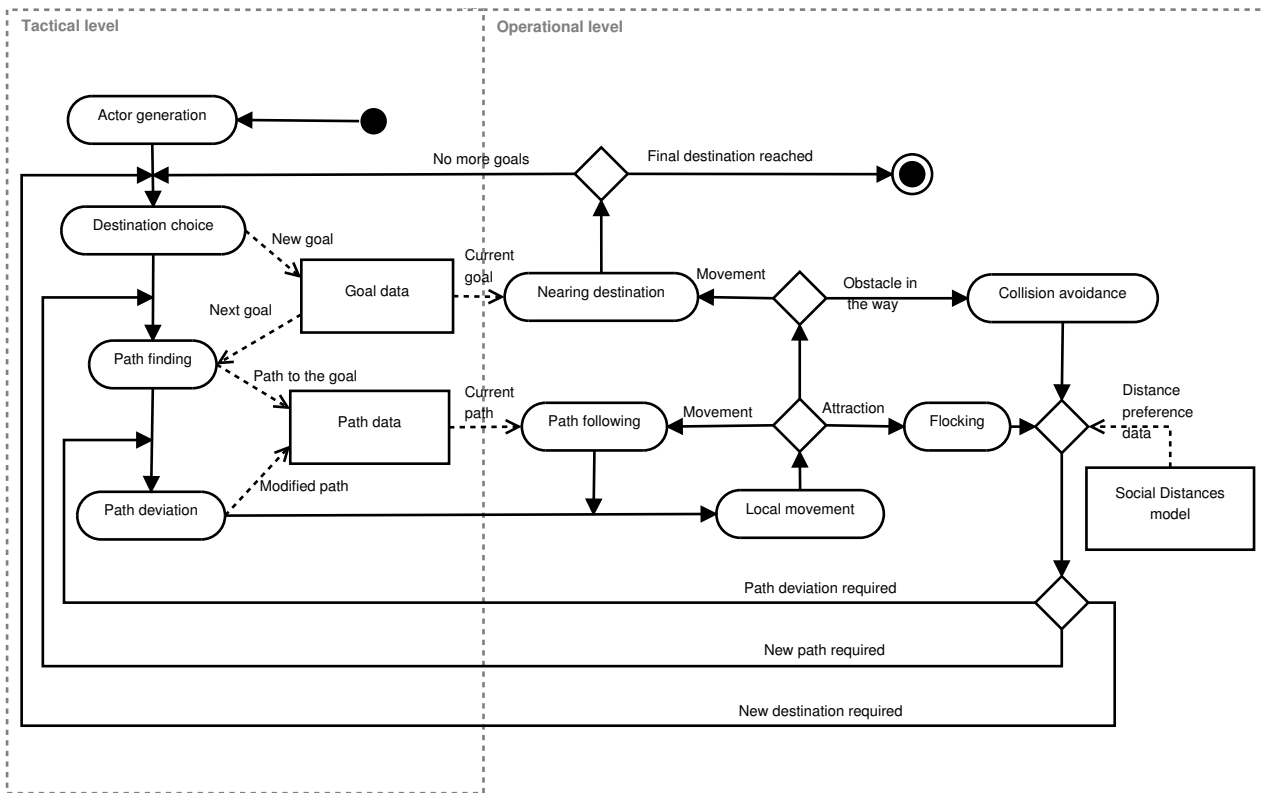 Tactical level
Operational level
Actor generation
No more goals
Final destination reached
Destination choice
New goal
Current
goal
Goal data
Nearing destination
Movement
Obstacle in
the way
Collision avoidance
Next goal
Path finding
Path to the goal
Current
path
Path data
Path following
Movement
Attraction
Flocking
Distance
preference
data
Modified path
Path deviation
Local movement
Social Distances
model
Path deviation required
New path required
New destination required